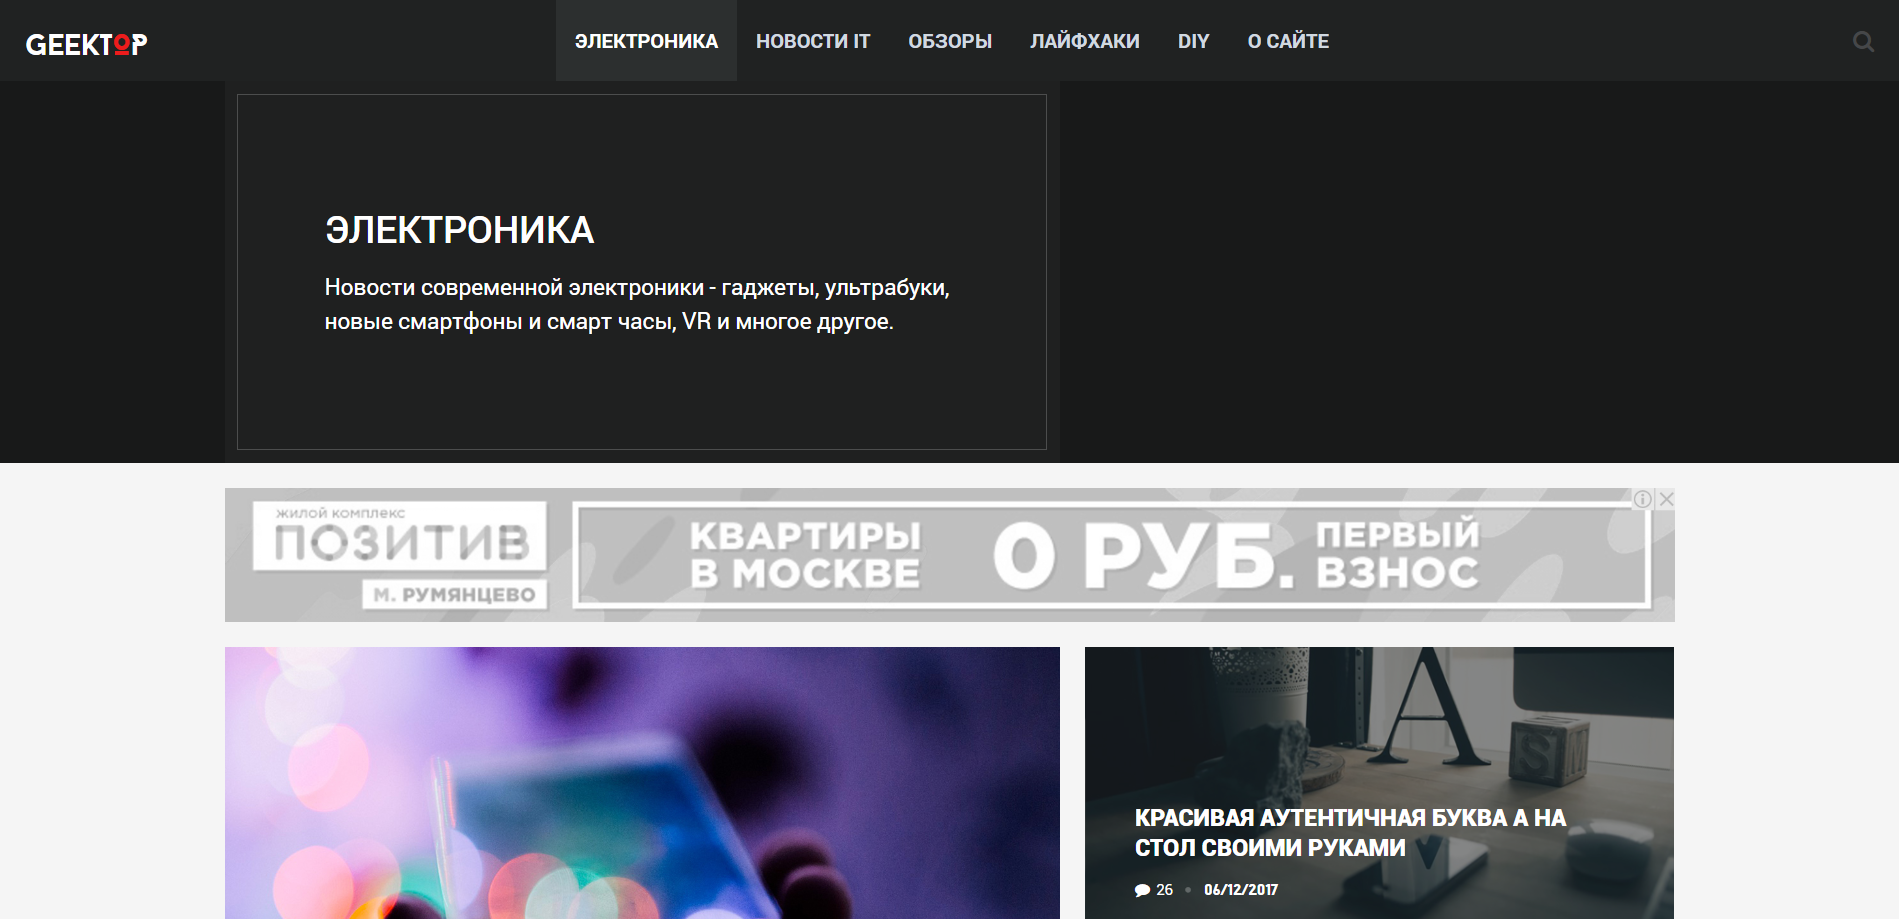 GEEKTOP
ЭЛЕКТРОНИКА НОВОСТИ IT ОБЗОРЫ ЛАЙФХАКИ DIY О САЙТЕ
ЭЛЕКТРОНИКА
Новости современной электроники - гаджеты, ультрабуки,
новые смартфоны и смарт часы, VR и многое другое.
ЖИЛОЙ КОМПЛЕКС
ПОЗИТИВ
М. РУМЯНЦЕВО
КВАРТИРЫ
В МОСКВЕ
0 РУБ.
ПЕРВЫЙ
ВЗНОС
A
S M
КРАСИВАЯ АУТЕНТИЧНАЯ БУКВА А НА
СТОЛ СВОИМИ РУКАМИ
26 06/12/2017